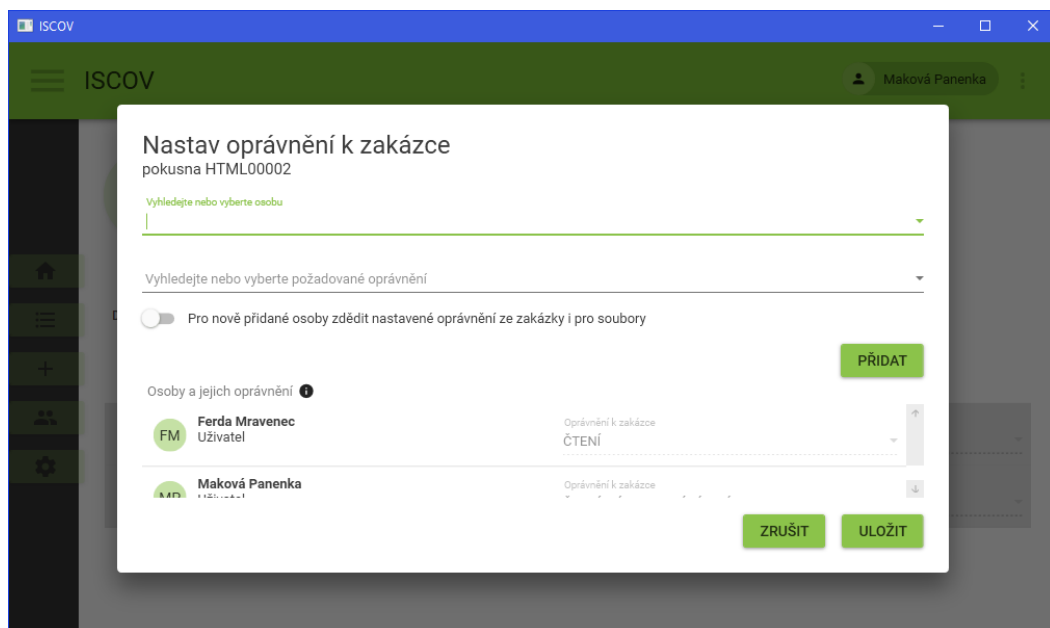 ISCOV
ISCOV
Maková Panenka
Nastav oprávnění k zakázce
pokusna HTML00002
Vyhledejte nebo vyberte osobu
Vyhledejte nebo vyberte požadované oprávnění
Pro nově přidané osoby zdědit nastavené oprávnění ze zakázky i pro soubory
PŘIDAT
Osoby a jejich oprávnění
FM
Ferda Mravenec
Uživatel
Oprávnění k zakázce
ČTENÍ
MP
Maková Panenka
Uživatel
Oprávnění k zakázce
ZRUŠIT
ULOŽIT